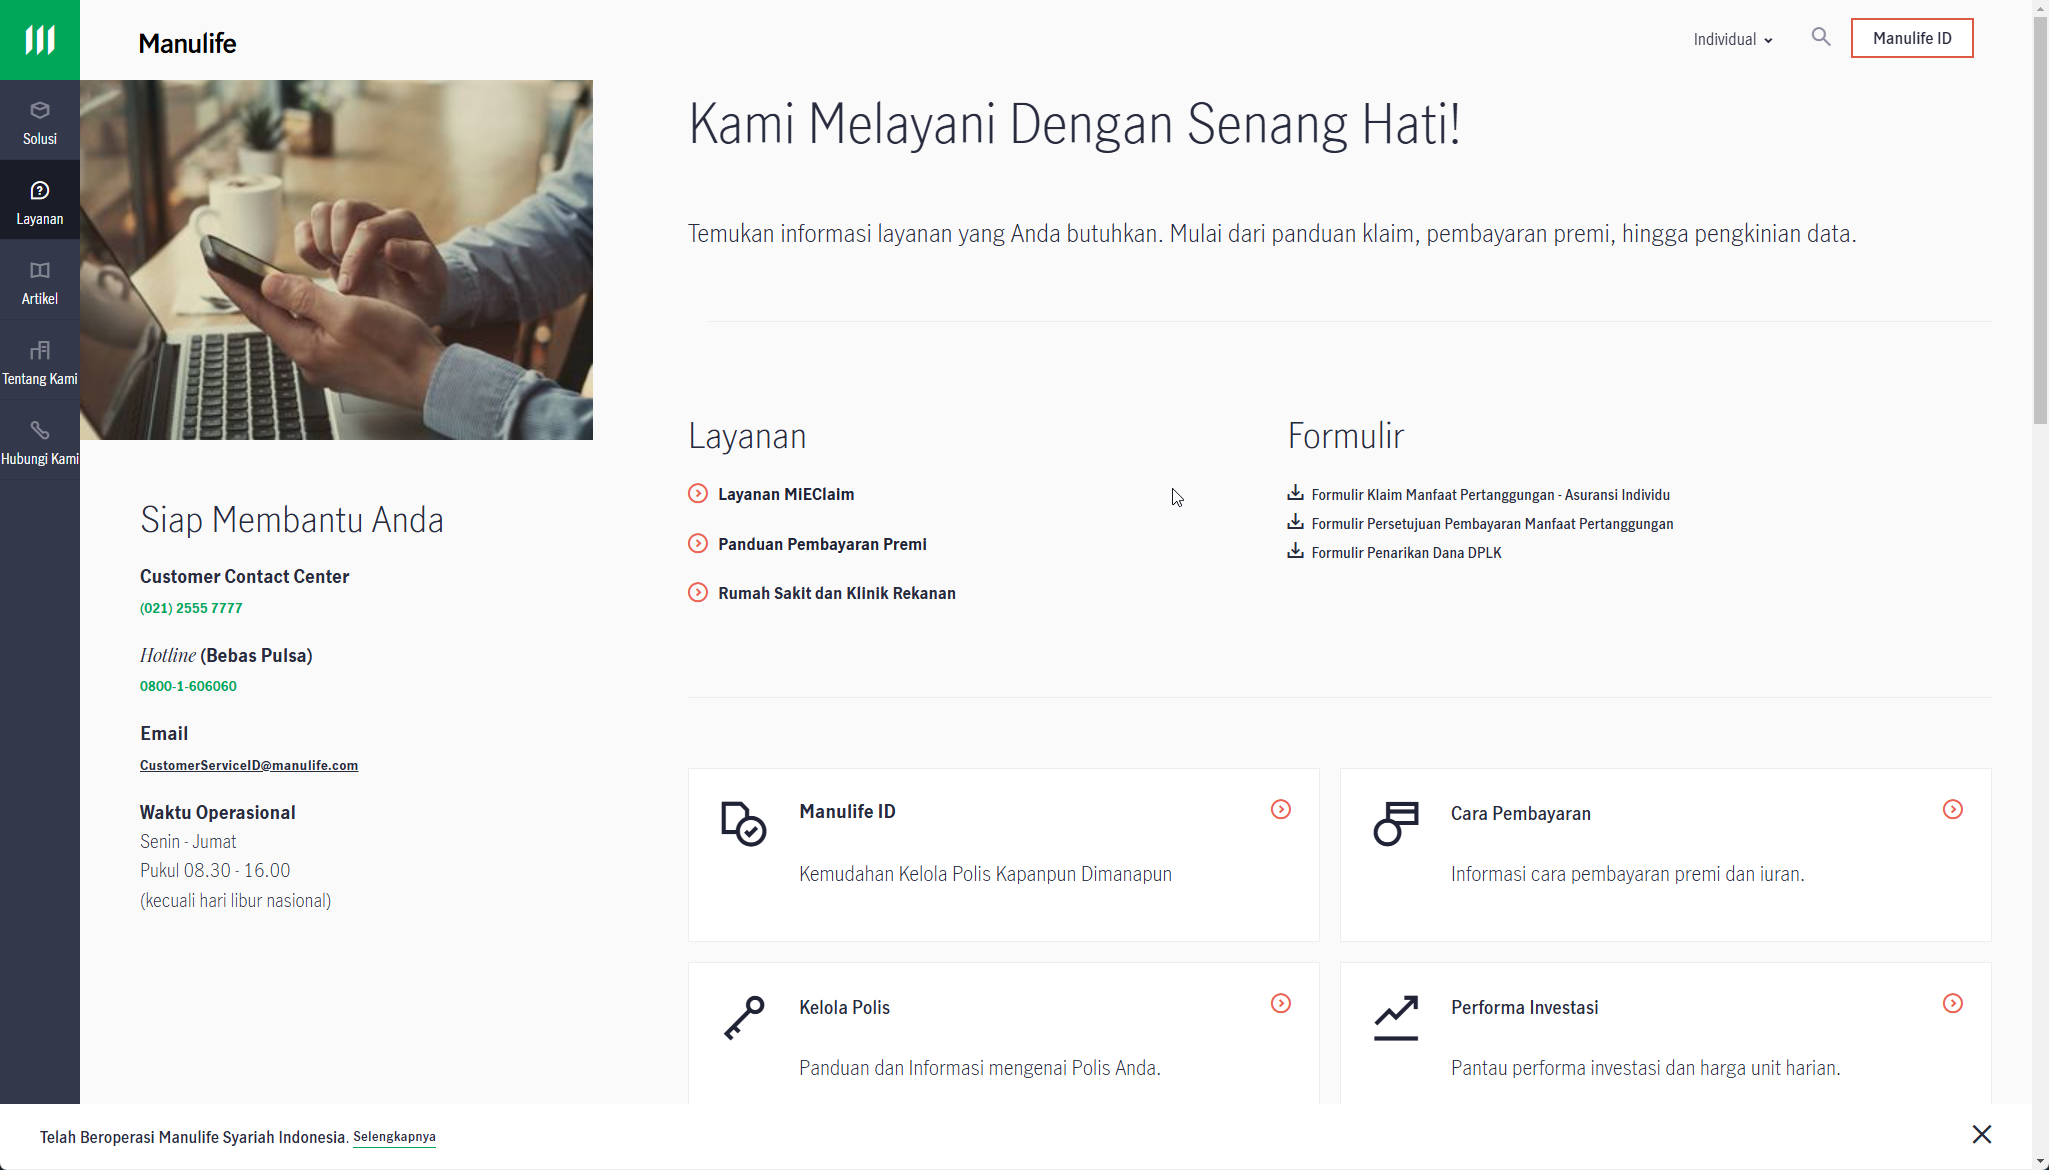 Manulife
Individual
Manulife ID
Solusi
Layanan
Artikel
Tentang Kami
Hubungi Kami
Kami Melayani Dengan Senang Hati!
Temukan informasi layanan yang Anda butuhkan. Mulai dari panduan klaim, pembayaran premi, hingga pengkinian data.
Siap Membantu Anda
Customer Contact Center
(021) 2555 7777
Hotline (Bebas Pulsa)
0800-1-606060
Email
CustomerServiceID@manulife.com
Waktu Operasional
Senin - Jumat
Pukul 08.30 - 16.00
(kecuali hari libur nasional)
Layanan
Layanan MiEClaim
Panduan Pembayaran Premi
Rumah Sakit dan Klinik Rekanan
Formulir
Formulir Klaim Manfaat Pertanggungan - Asuransi Individu
Formulir Persetujuan Pembayaran Manfaat Pertanggungan
Formulir Penarikan Dana DPLK
Manulife ID
Kemudahan Kelola Polis Kapanpun Dimanapun
Cara Pembayaran
Informasi cara pembayaran premi dan iuran.
Kelola Polis
Panduan dan Informasi mengenai Polis Anda.
Performa Investasi
Pantau performa investasi dan harga unit harian.
Telah Beroperasi Manulife Syariah Indonesia. Selengkapnya